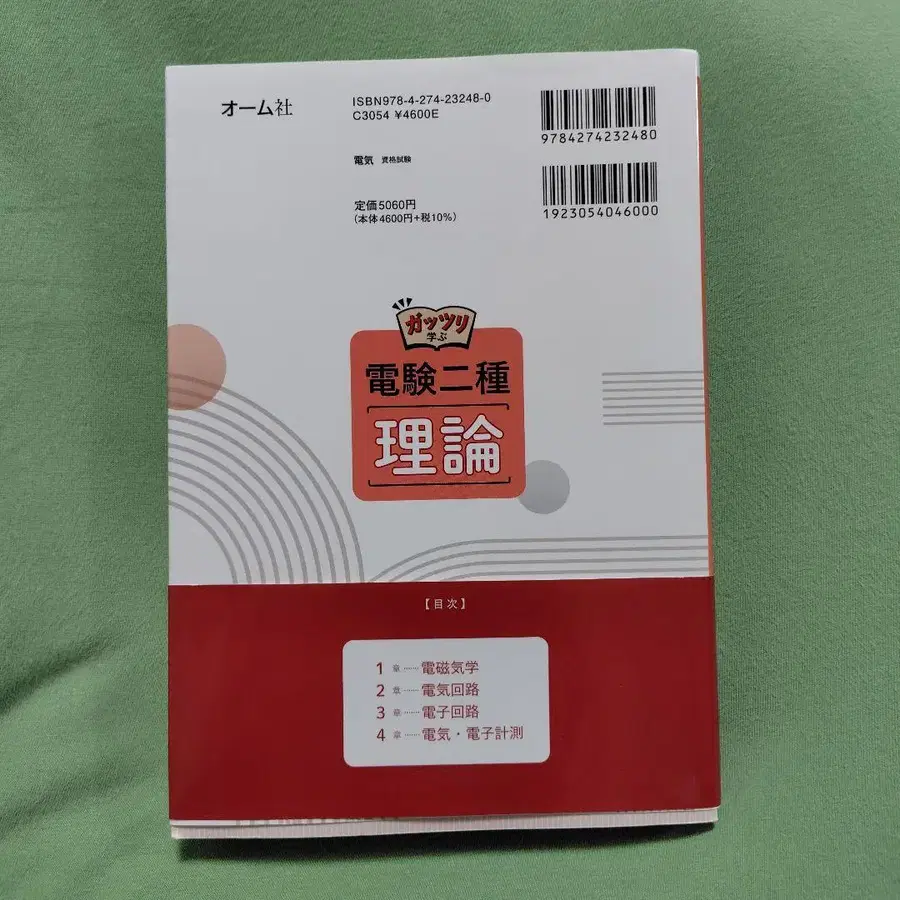 オーム社
ISBN978-4-274-23248-0
C3054 ¥4600E
9784274232480
電気 資格試験
1923054046000
定価5060円
(本体4600円+税10%)
ガッツリ
学ぶ
電験二種
理論
【目次】
1 章……電磁気学
2 章……電気回路
3 章……電子回路
4 章……電気・電子計測